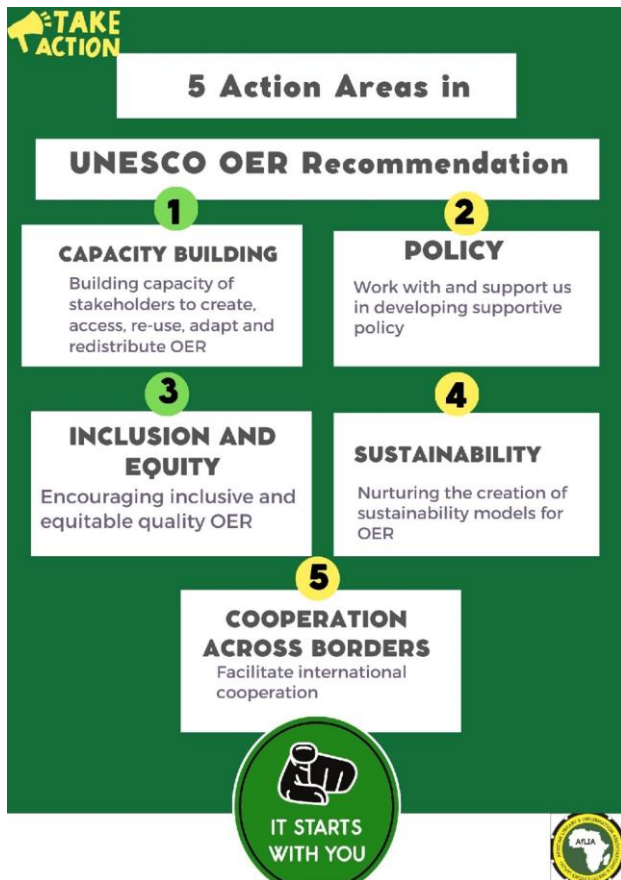 TAKE
ACTION
5 Action Areas in
UNESCO OER Recommendation
1
CAPACITY BUILDING
Building capacity of
stakeholders to create,
access, re-use, adapt and
redistribute OER
2
POLICY
Work with and support us
in developing supportive
policy
3
INCLUSION AND
EQUITY
Encouraging inclusive and
equitable quality OER
4
SUSTAINABILITY
Nurturing the creation of
sustainability models for
OER
5
COOPERATION
ACROSS BORDERS
Facilitate international
cooperation
IT STARTS
WITH YOU
AfLIA